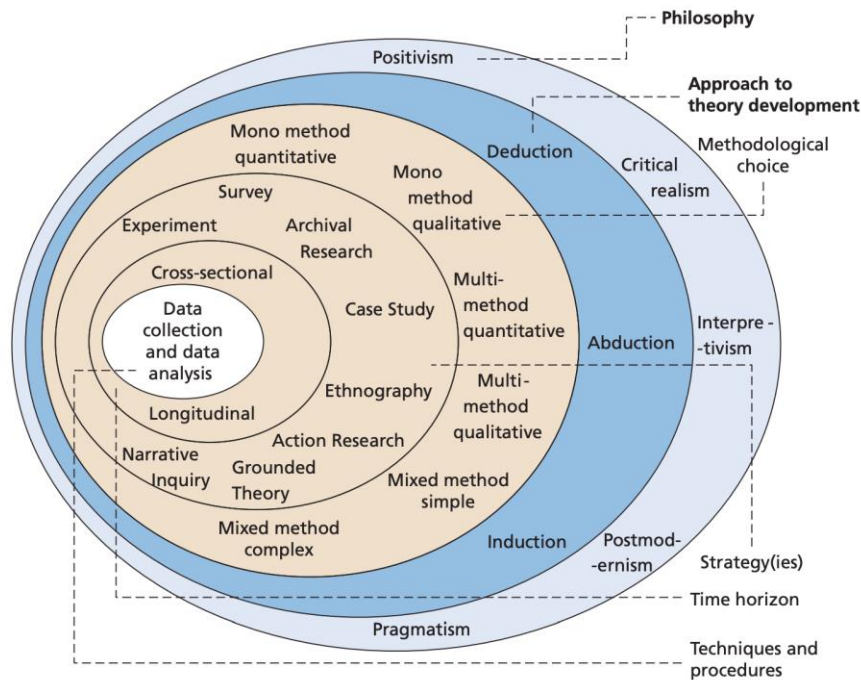 Philosophy
Positivism
Approach to
theory development
Mono method
quantitative
Deduction
Methodological
choice
Critical
realism
Mono
method
qualitative
Survey
Experiment
Archival
Research
Cross-sectional
Multi-
method
quantitative
Data
collection
and data
analysis
Case Study
Abduction
Interpre -
-tivism
Ethnography
Multi-
method
qualitative
Longitudinal
Action Research
Narrative
Inquiry
Grounded
Theory
Mixed method
simple
Mixed method
complex
Induction
Postmod-
-ernism
Strategy(ies)
Time horizon
Pragmatism
Techniques and
procedures